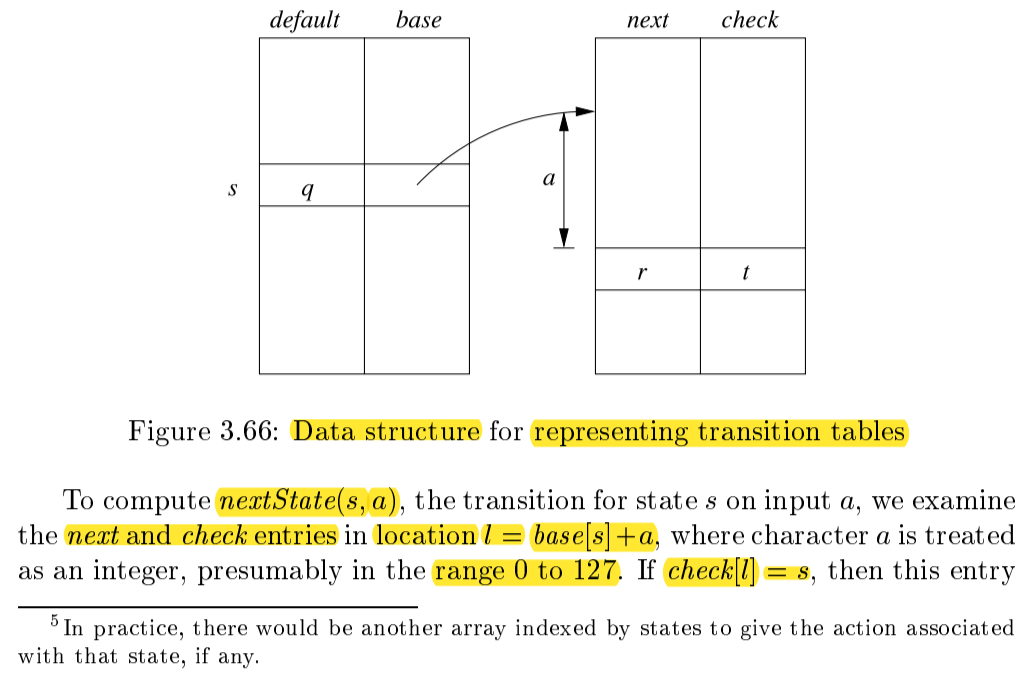 default base next check
a
s q
r t
Figure 3.66: Data structure for representing transition tables
To compute nextState(s, a), the transition for state s on input a, we examine
the next and check entries in location l = base[s]+a, where character a is treated
as an integer, presumably in the range 0 to 127. If check[l] = s, then this entry
5 In practice, there would be another array indexed by states to give the action associated
with that state, if any.